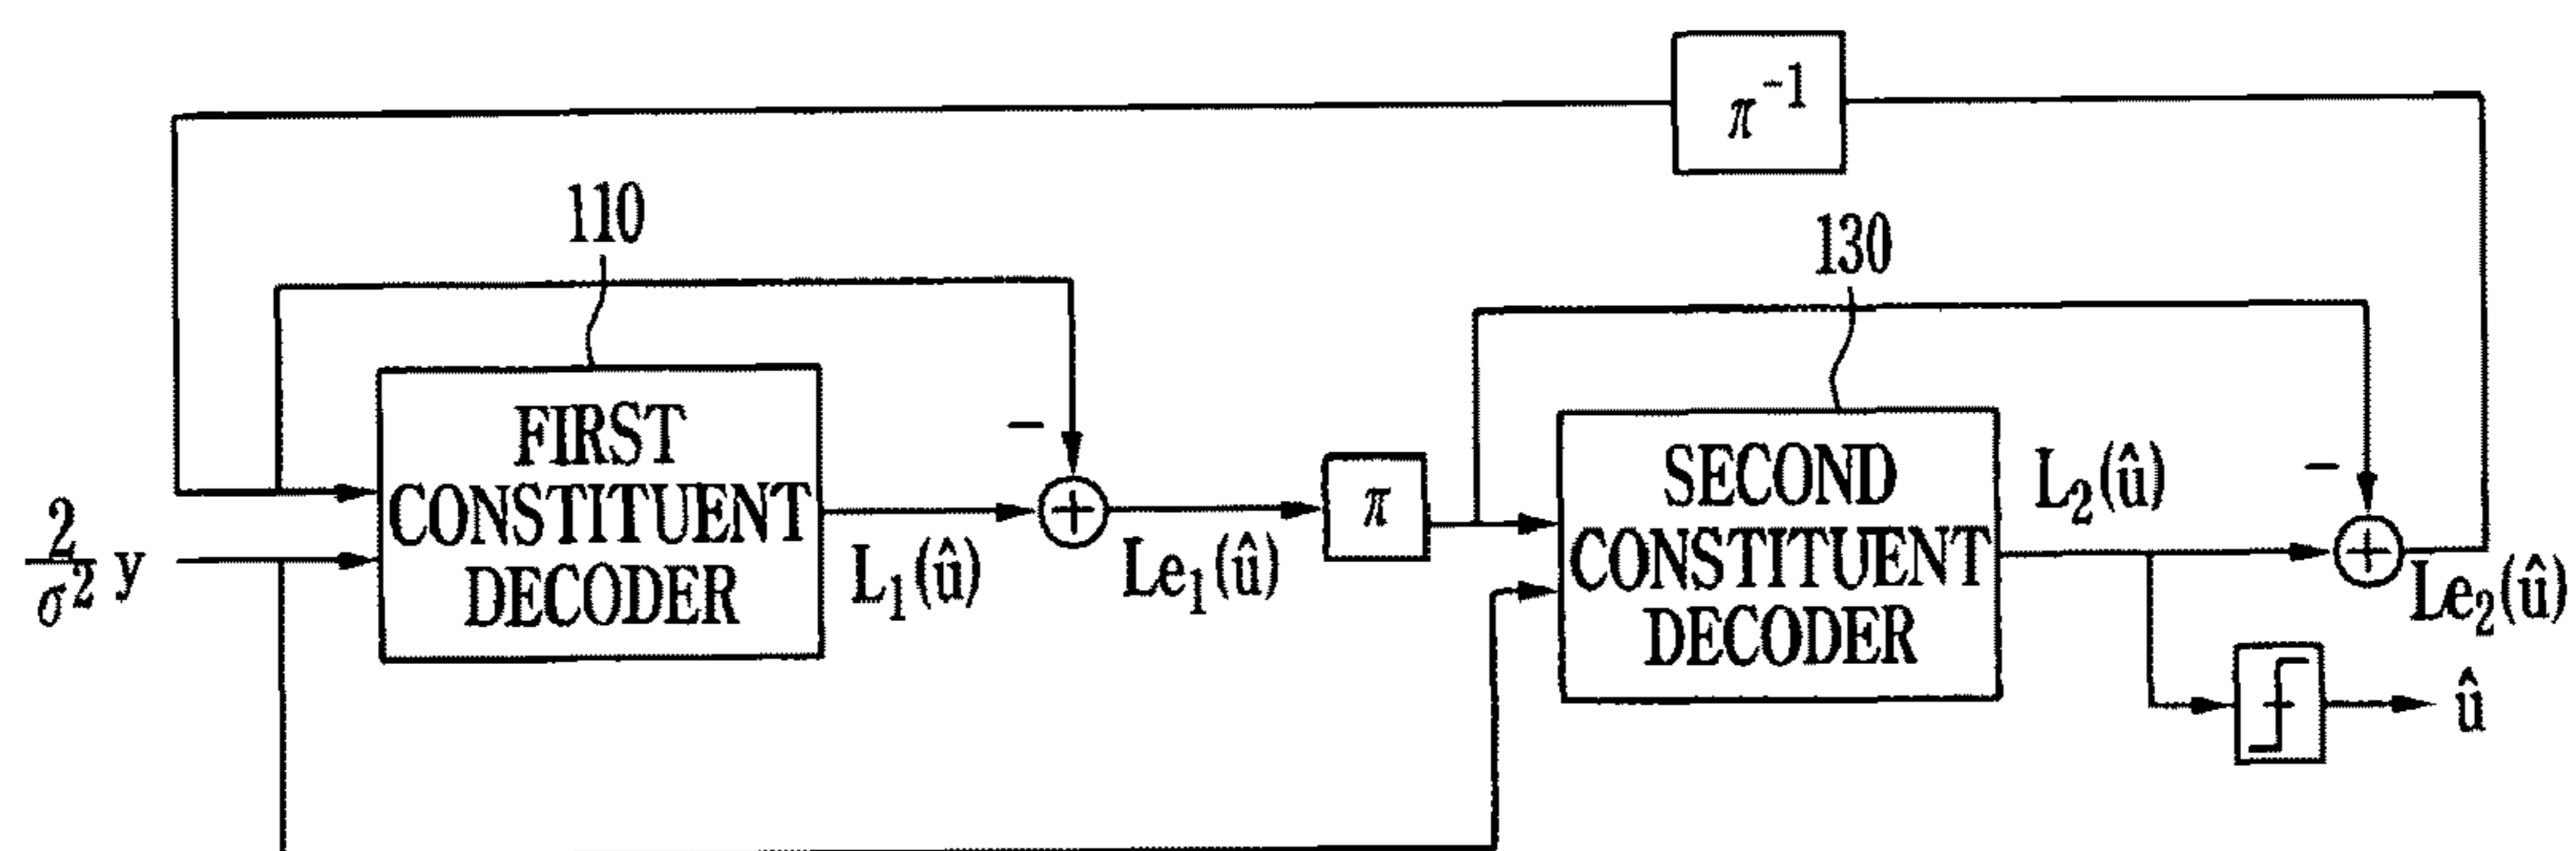 π⁻¹
110
130
FIRST
CONSTITUENT
DECODER
−
π
SECOND
CONSTITUENT
DECODER
L₂(û)
−
2/σ² y
L₁(û)
+
Le₁(û)
+
Le₂(û)
û